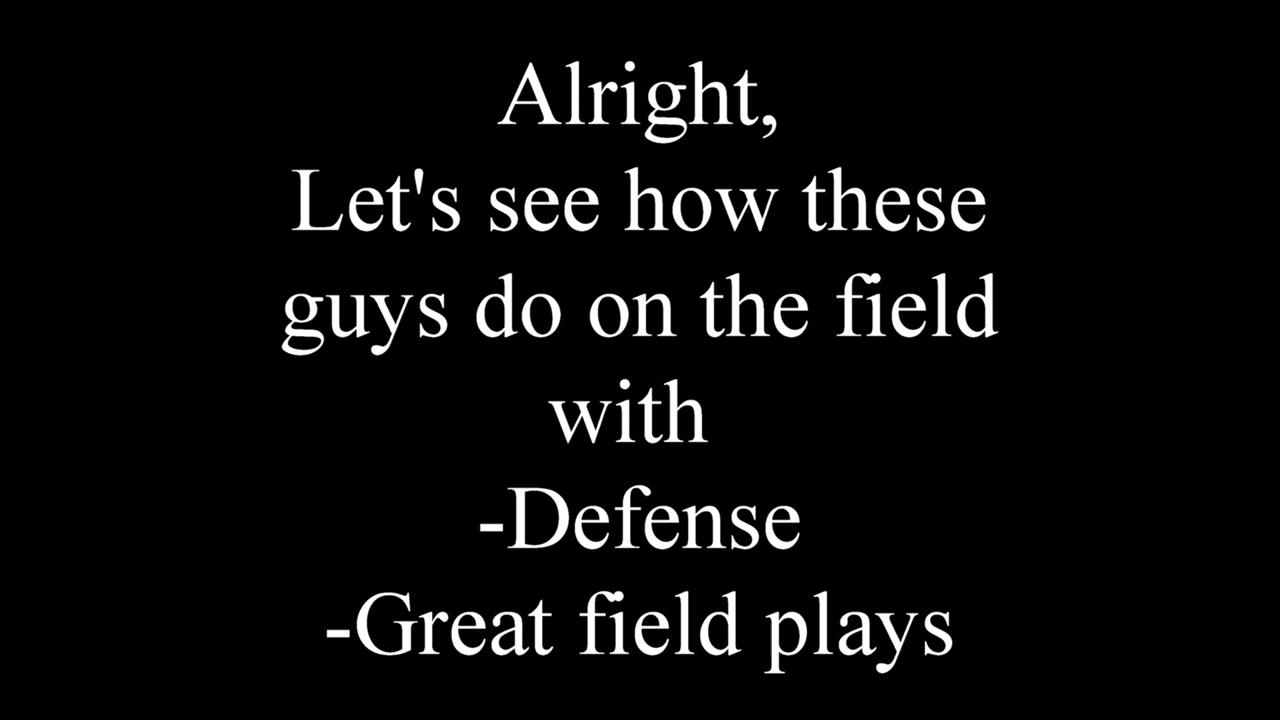 Alright,
Let's see how these
guys do on the field
with
-Defense
-Great field plays